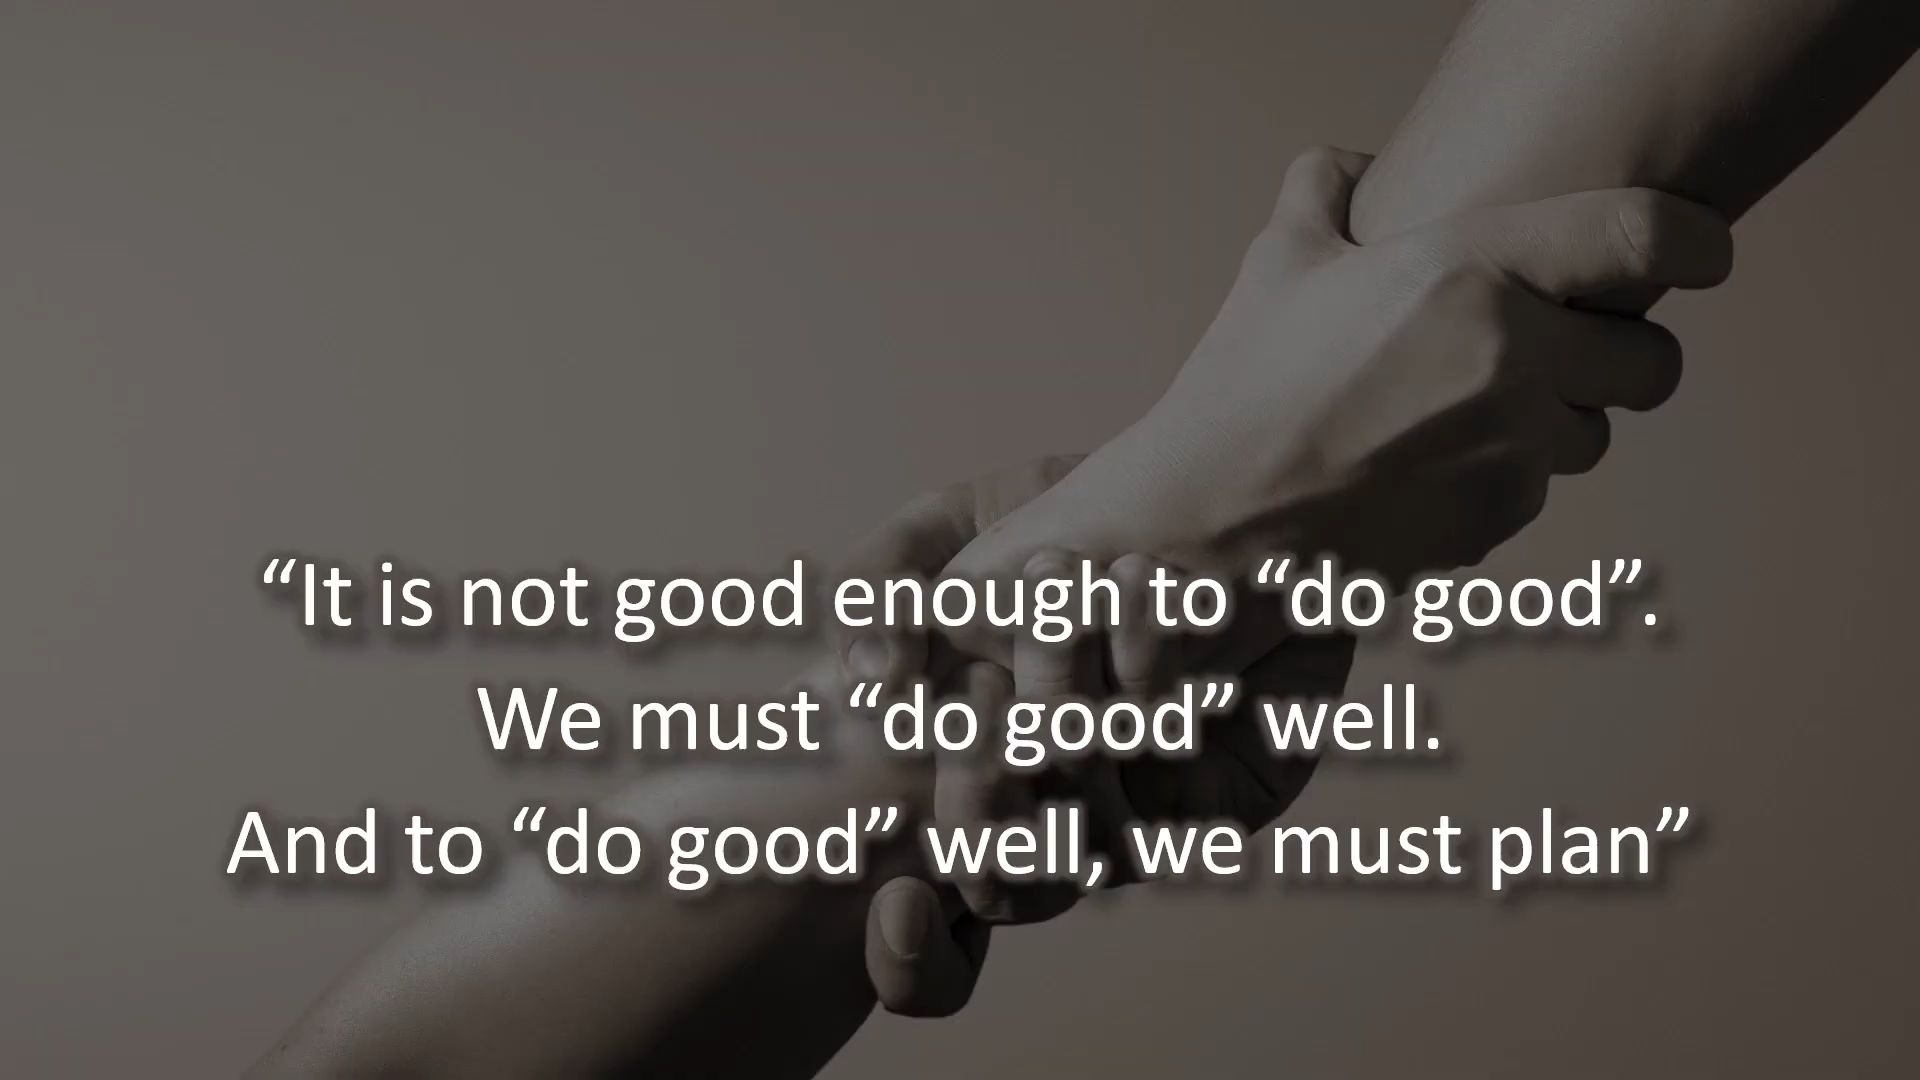 “It is not good enough to “do good”.
We must “do good” well.
And to “do good” well, we must plan”